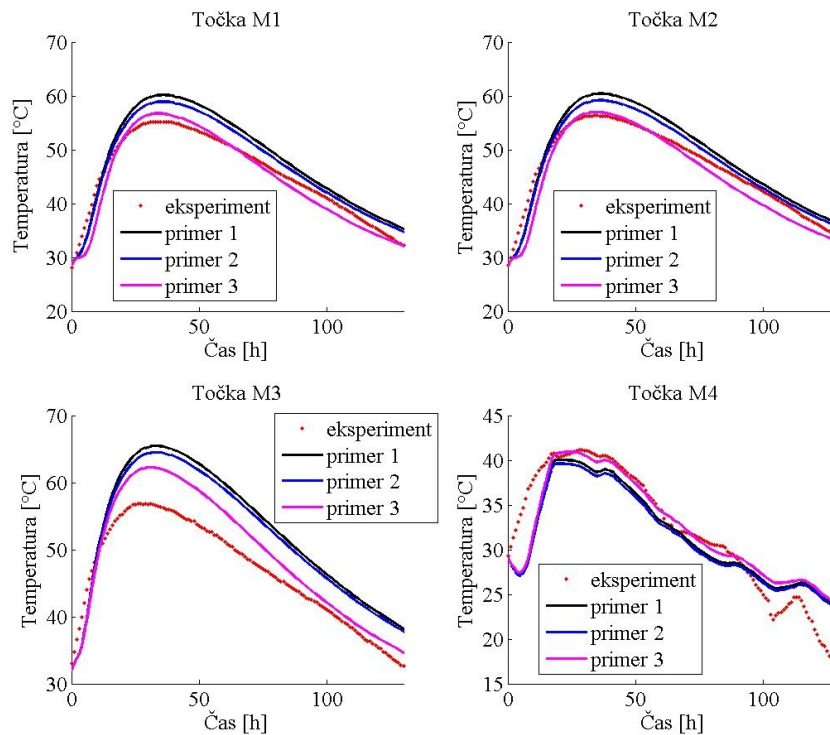 Točka M1
Temperatura [°C]
70
60
50
40
30
20
0
50
100
Čas [h]
eksperiment
primer 1
primer 2
primer 3
Točka M2
Temperatura [°C]
70
60
50
40
30
20
0
50
100
Čas [h]
eksperiment
primer 1
primer 2
primer 3
Točka M3
Temperatura [°C]
70
60
50
40
30
0
50
100
Čas [h]
eksperiment
primer 1
primer 2
primer 3
Točka M4
Temperatura [°C]
45
40
35
30
25
20
15
0
50
100
Čas [h]
eksperiment
primer 1
primer 2
primer 3